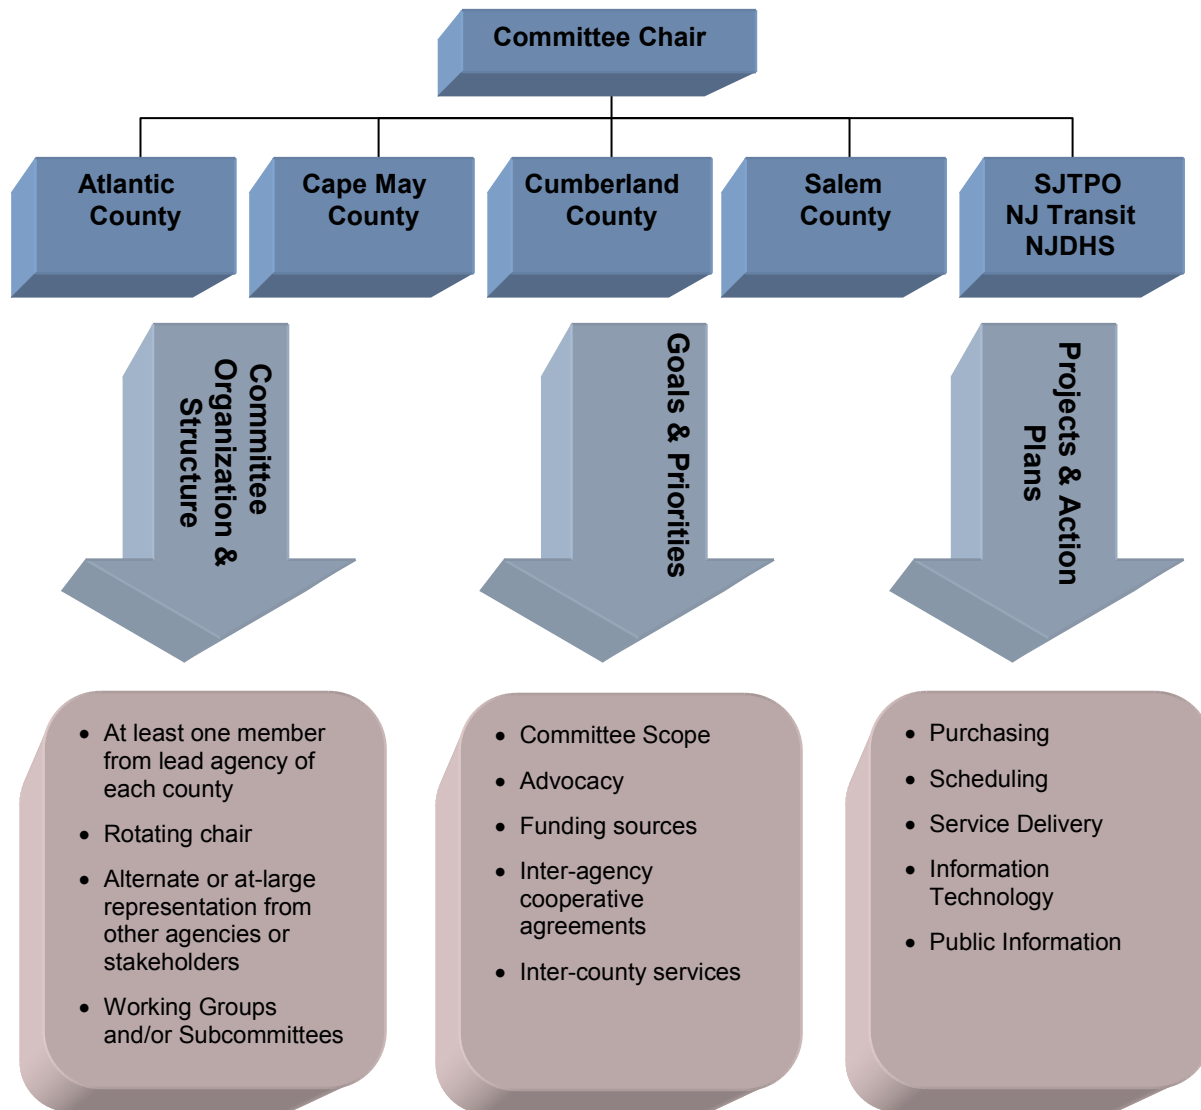 Committee Chair
Atlantic
County
Cape May
County
Cumberland
County
Salem
County
SJTPO
NJ Transit
NJDHS
Committee
Organization &
Structure
Goals & Priorities
Projects & Action
Plans
• At least one member
from lead agency of
each county
• Rotating chair
• Alternate or at-large
representation from
other agencies or
stakeholders
• Working Groups
and/or Subcommittees
• Committee Scope
• Advocacy
• Funding sources
• Inter-agency
cooperative
agreements
• Inter-county services
• Purchasing
• Scheduling
• Service Delivery
• Information
Technology
• Public Information